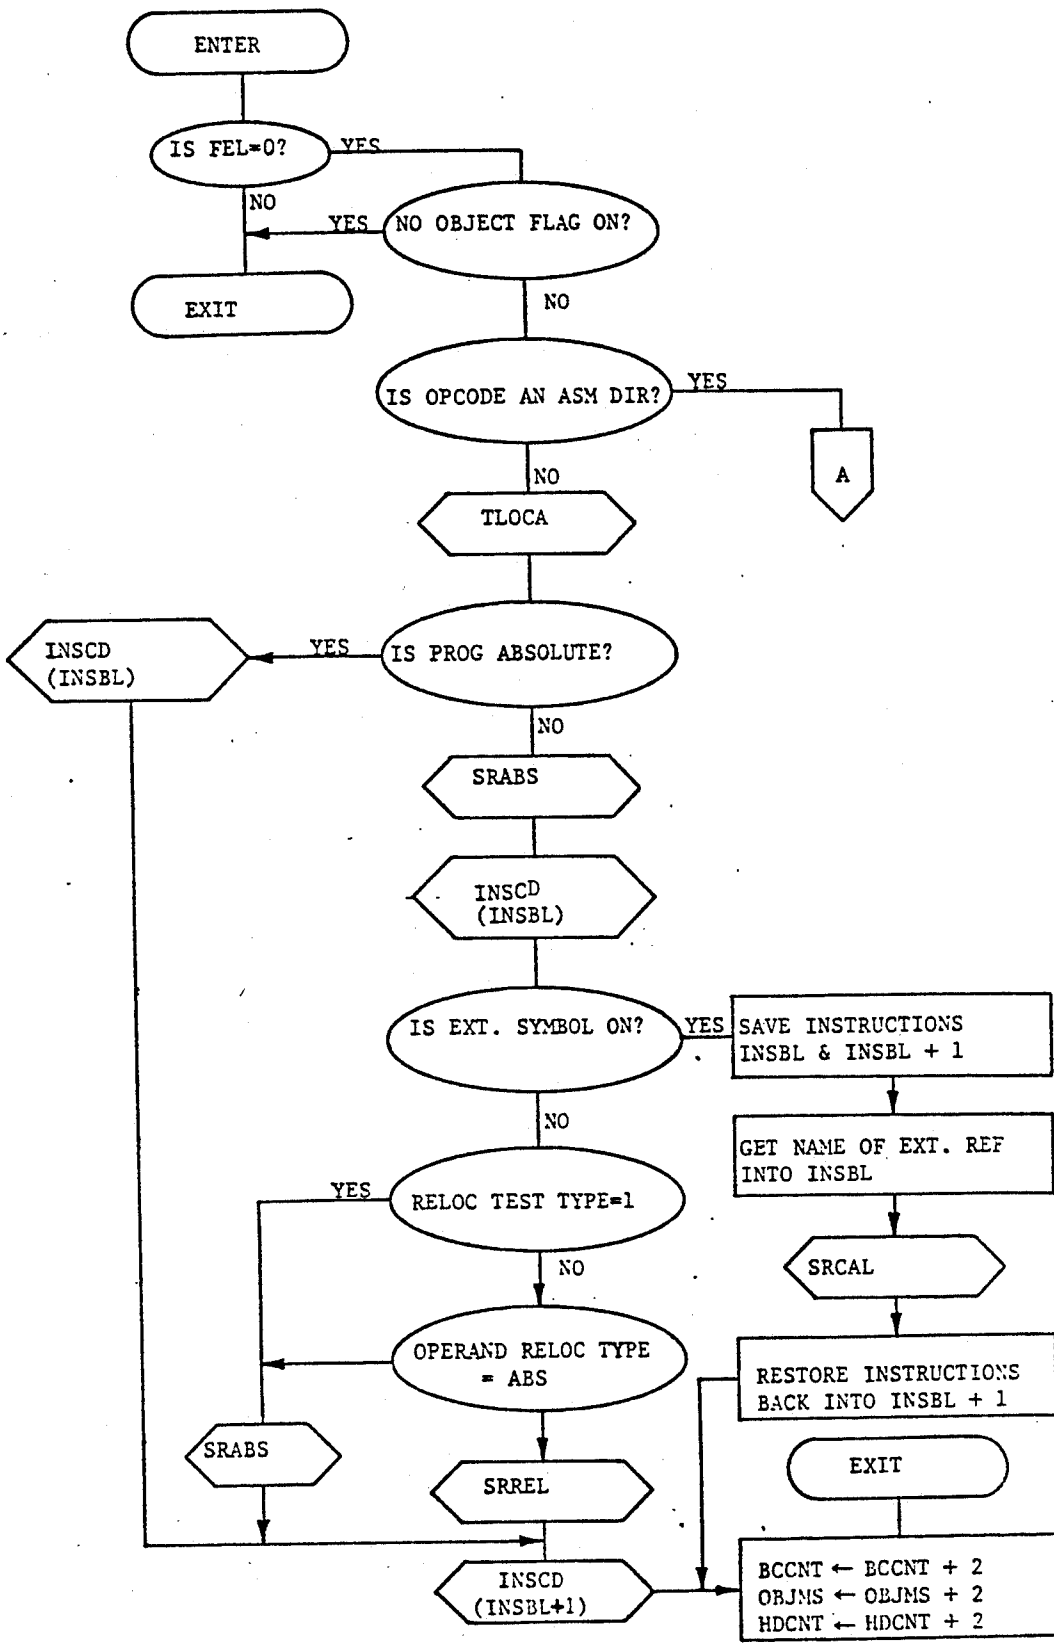 ENTER
IS FEL=0?
YES
NO
YES
NO OBJECT FLAG ON?
EXIT
NO
IS OPCODE AN ASM DIR?
YES
A
NO
TLOCA
INSCD
(INSBL)
YES
IS PROG ABSOLUTE?
NO
SRABS
INSCD
(INSBL)
IS EXT. SYMBOL ON?
YES
SAVE INSTRUCTIONS
INSBL & INSBL + 1
NO
GET NAME OF EXT. REF
INTO INSBL
YES
RELOC TEST TYPE=1
SRCAL
NO
OPERAND RELOC TYPE
= ABS
RESTORE INSTRUCTIONS
BACK INTO INSBL + 1
SRABS
SRREL
EXIT
INSCD
(INSBL+1)
BCCNT ← BCCNT + 2
OBJMS ← OBJMS + 2
HDCNT ← HDCNT + 2